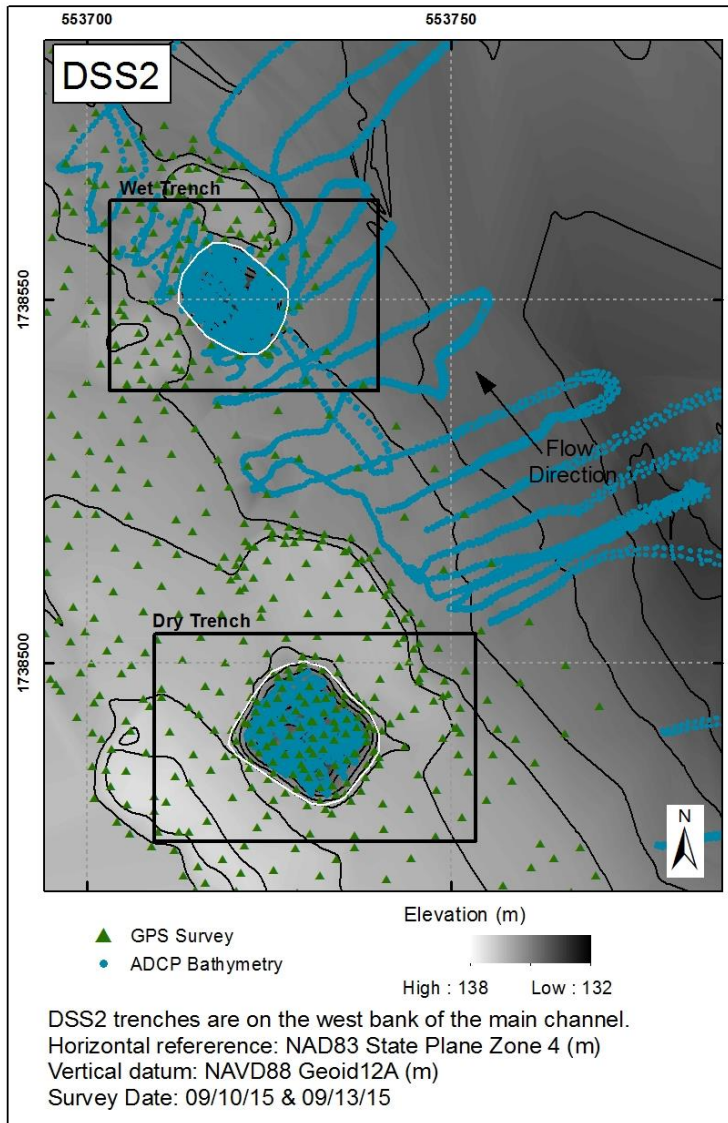 553700 553750
DSS2
Wet Trench
1738550
Flow
Direction
Dry Trench
1738500
N
GPS Survey
ADCP Bathymetry
Elevation (m)
High : 138 Low : 132
DSS2 trenches are on the west bank of the main channel.
Horizontal refererence: NAD83 State Plane Zone 4 (m)
Vertical datum: NAVD88 Geoid12A (m)
Survey Date: 09/10/15 & 09/13/15